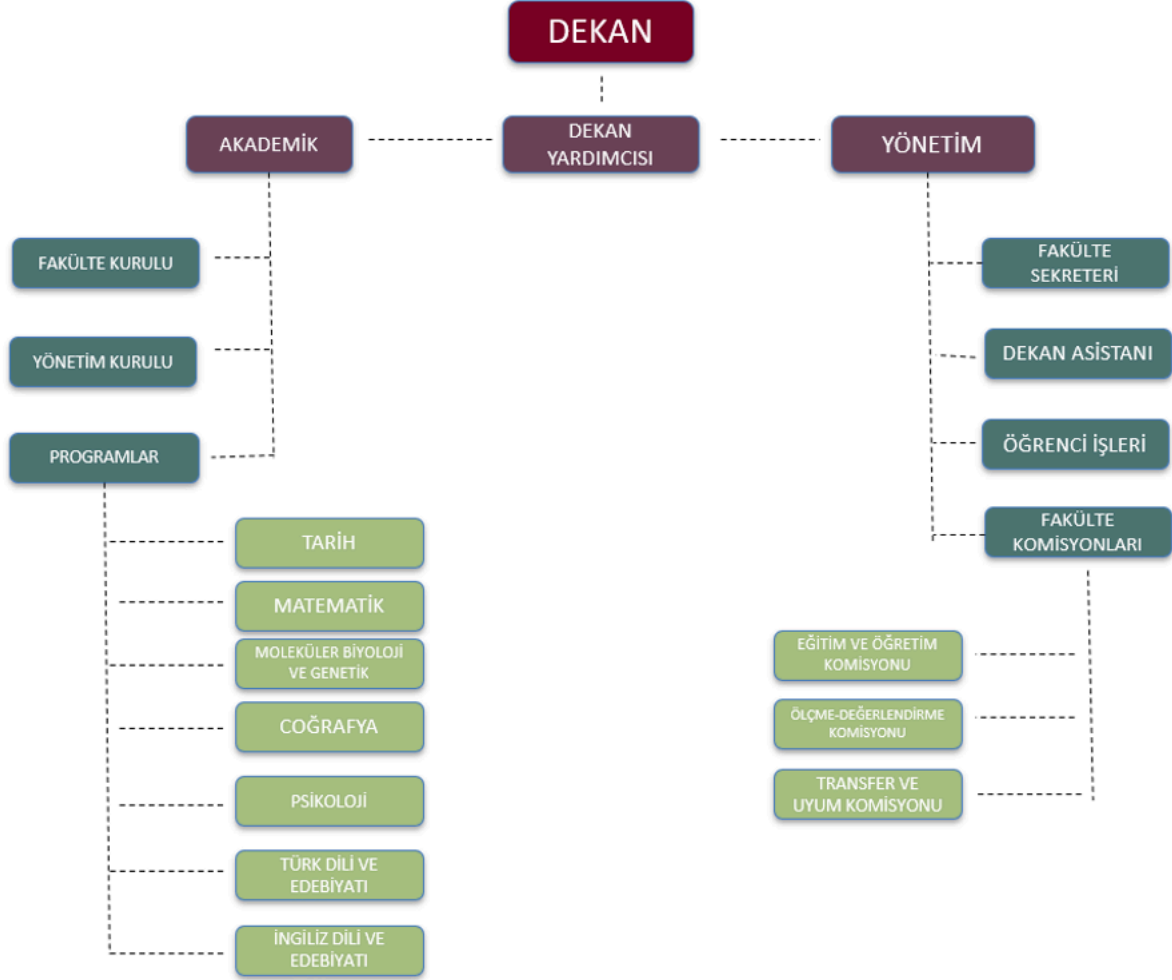 DEKAN
AKADEMİK
DEKAN
YARDIMCISI
YÖNETİM
FAKÜLTE KURULU
YÖNETİM KURULU
PROGRAMLAR
TARİH
MATEMATİK
MOLEKÜLER BİYOLOJİ
VE GENETİK
COĞRAFYA
PSİKOLOJİ
TÜRK DİLİ VE
EDEBİYATI
İNGİLİZ DİLİ VE
EDEBİYATI
FAKÜLTE
SEKRETERİ
DEKAN ASİSTANI
ÖĞRENCİ İŞLERİ
FAKÜLTE
KOMİSYONLARI
EĞİTİM VE ÖĞRETİM
KOMİSYONU
ÖLÇME-DEĞERLENDİRME
KOMİSYONU
TRANSFER VE
UYUM KOMİSYONU